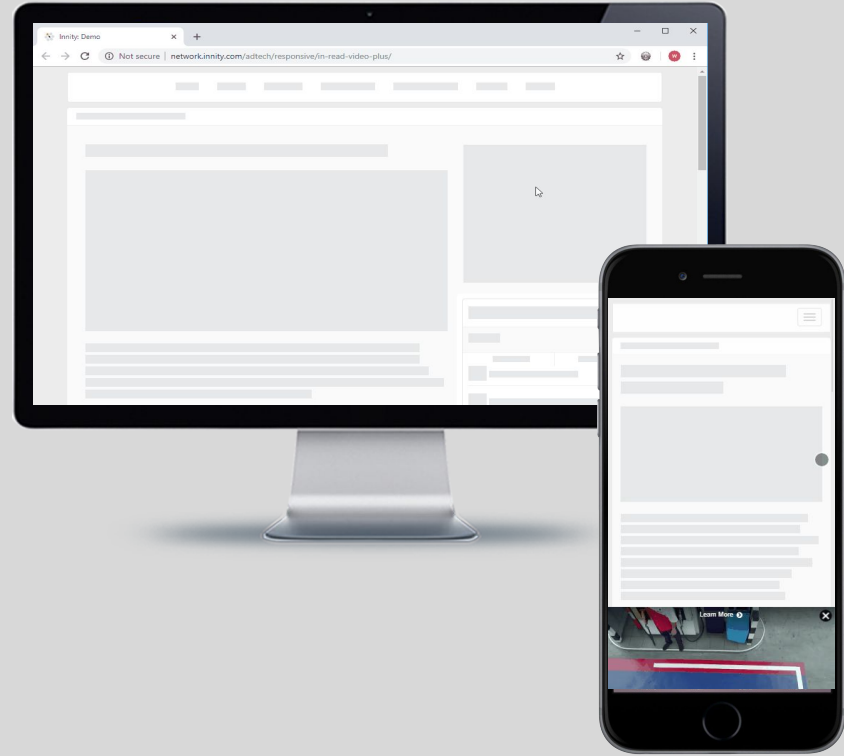 Innity: Demo
Not secure | network.innity.com/adtech/responsive/in-read-video-plus/
W
Learn More